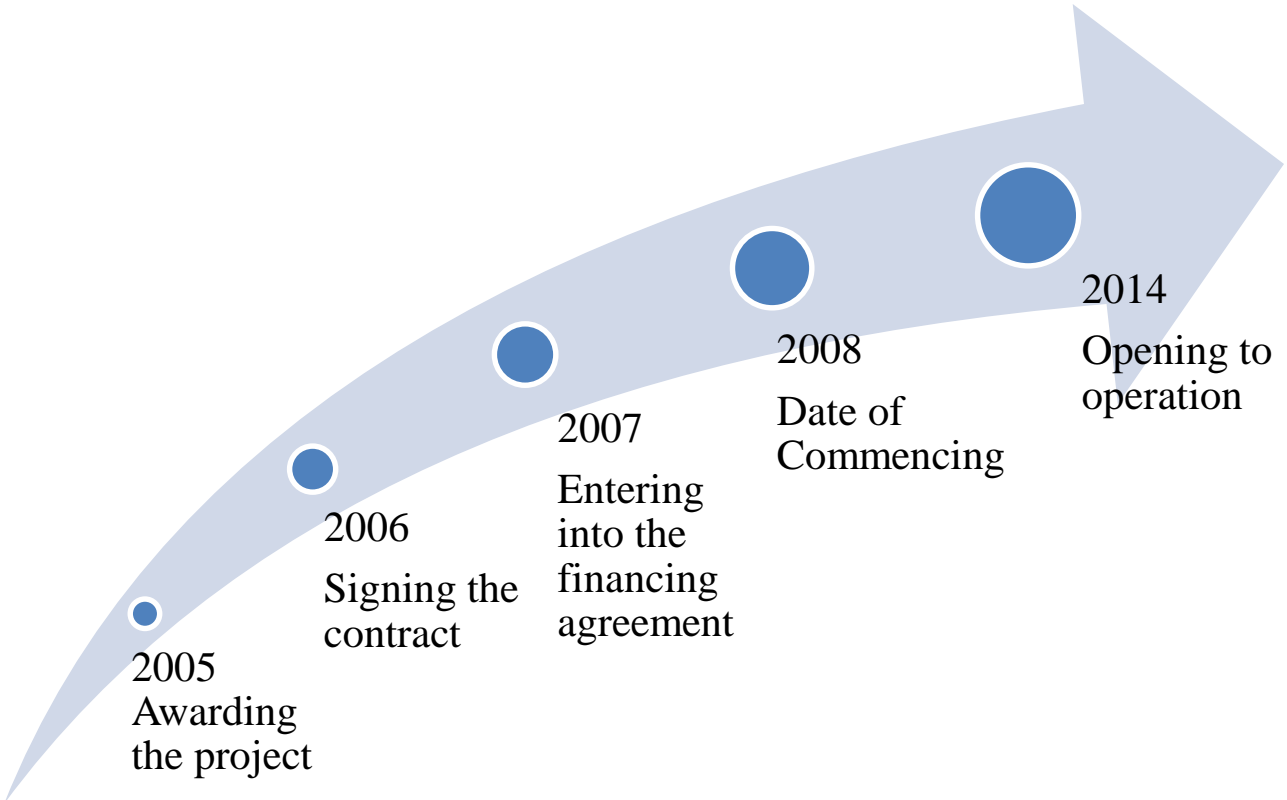 2005
Awarding
the project
2006
Signing the
contract
2007
Entering
into the
financing
agreement
2008
Date of
Commencing
2014
Opening to
operation